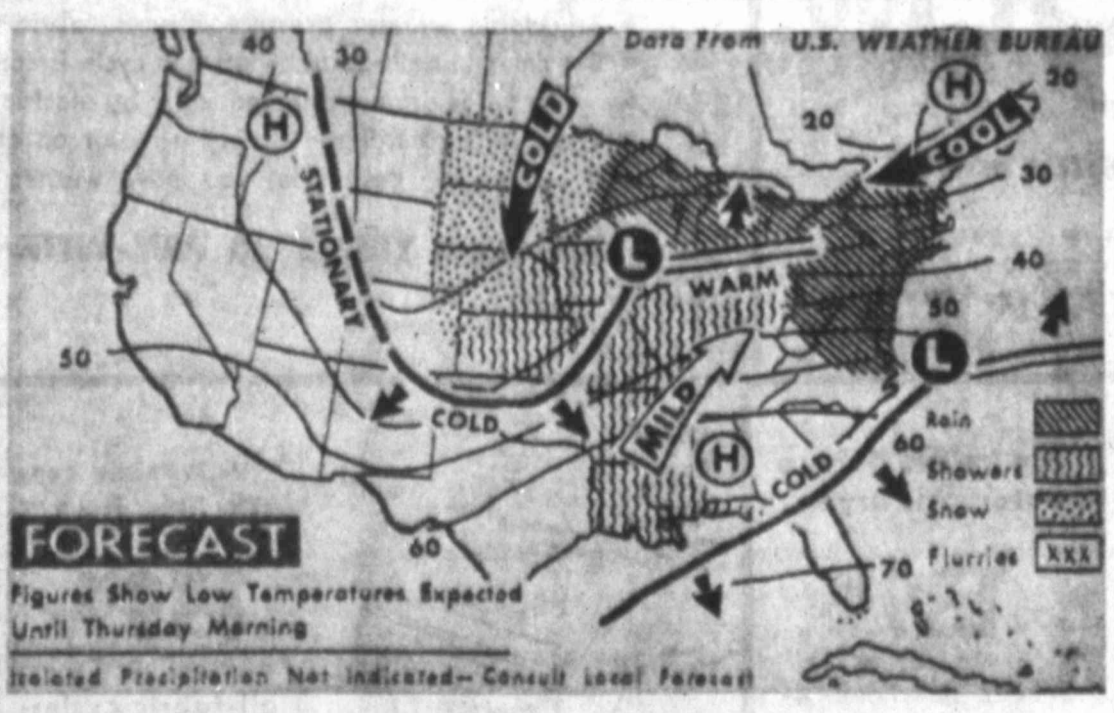 Data From U.S. WEATHER BUREAU
40
30
H
COLD
H
20
20
COOL
30
STATIONARY
L
WARM
40
50
50
L
MILD
COLD
H
COLD
60
Rain
Showers
Snow
Flurries XXX
60
70
FORECAST
Figures Show Low Temperatures Expected
Until Thursday Morning
Isolated Precipitation Not Indicated— Consult Local Forecast